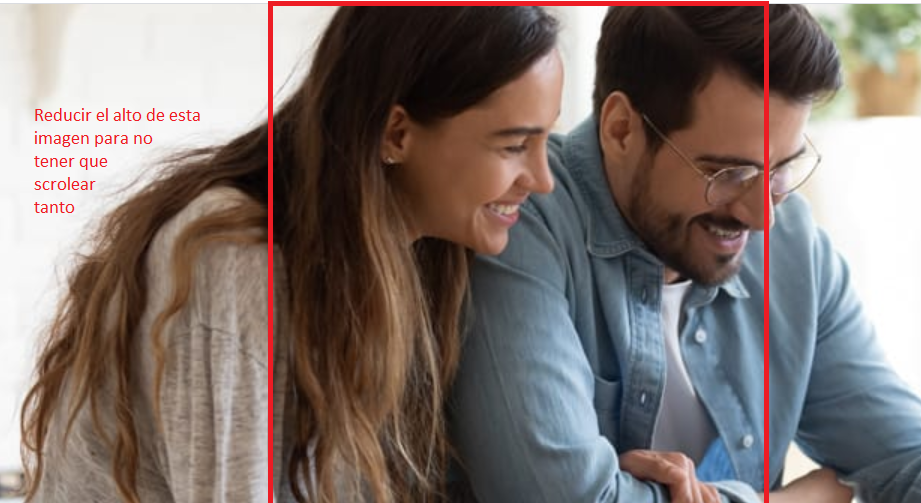 Reducir el alto de esta
imagen para no
tener que
scrolear
tanto